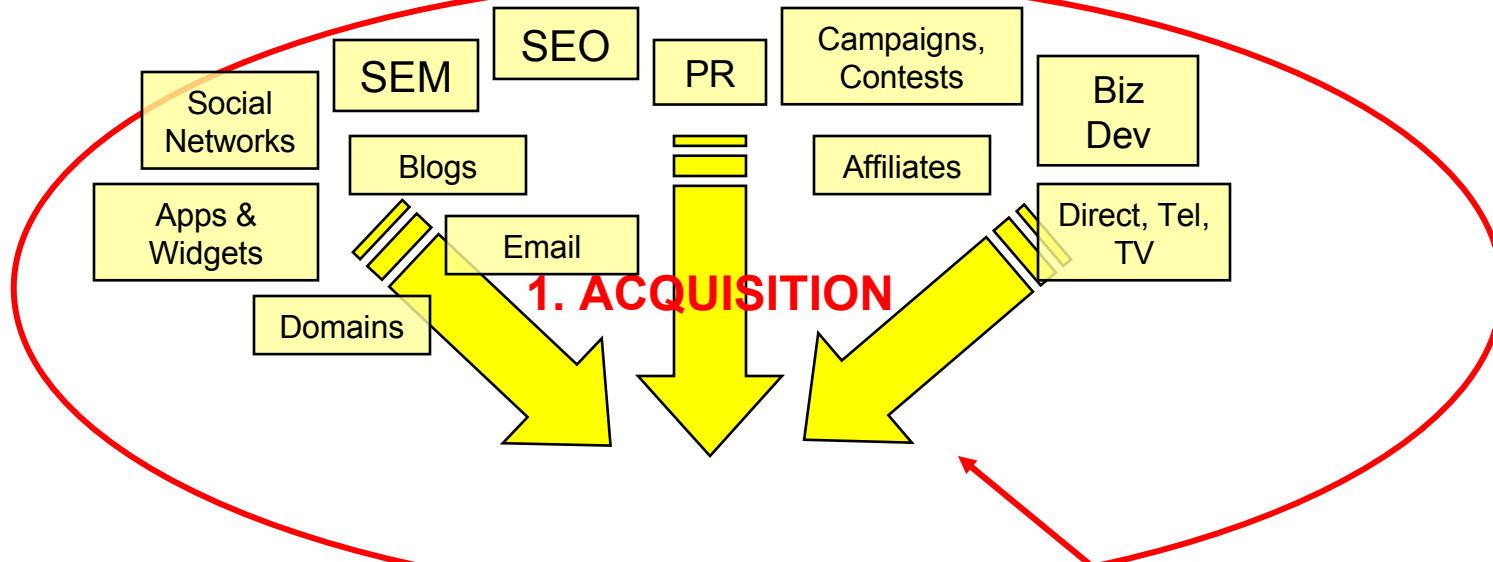 SEO
Campaigns,
Contests
SEM
PR
Biz
Dev
Social
Networks
Blogs
Affiliates
Apps &
Widgets
Email
Direct, Tel,
TV
1. ACQUISITION
Domains